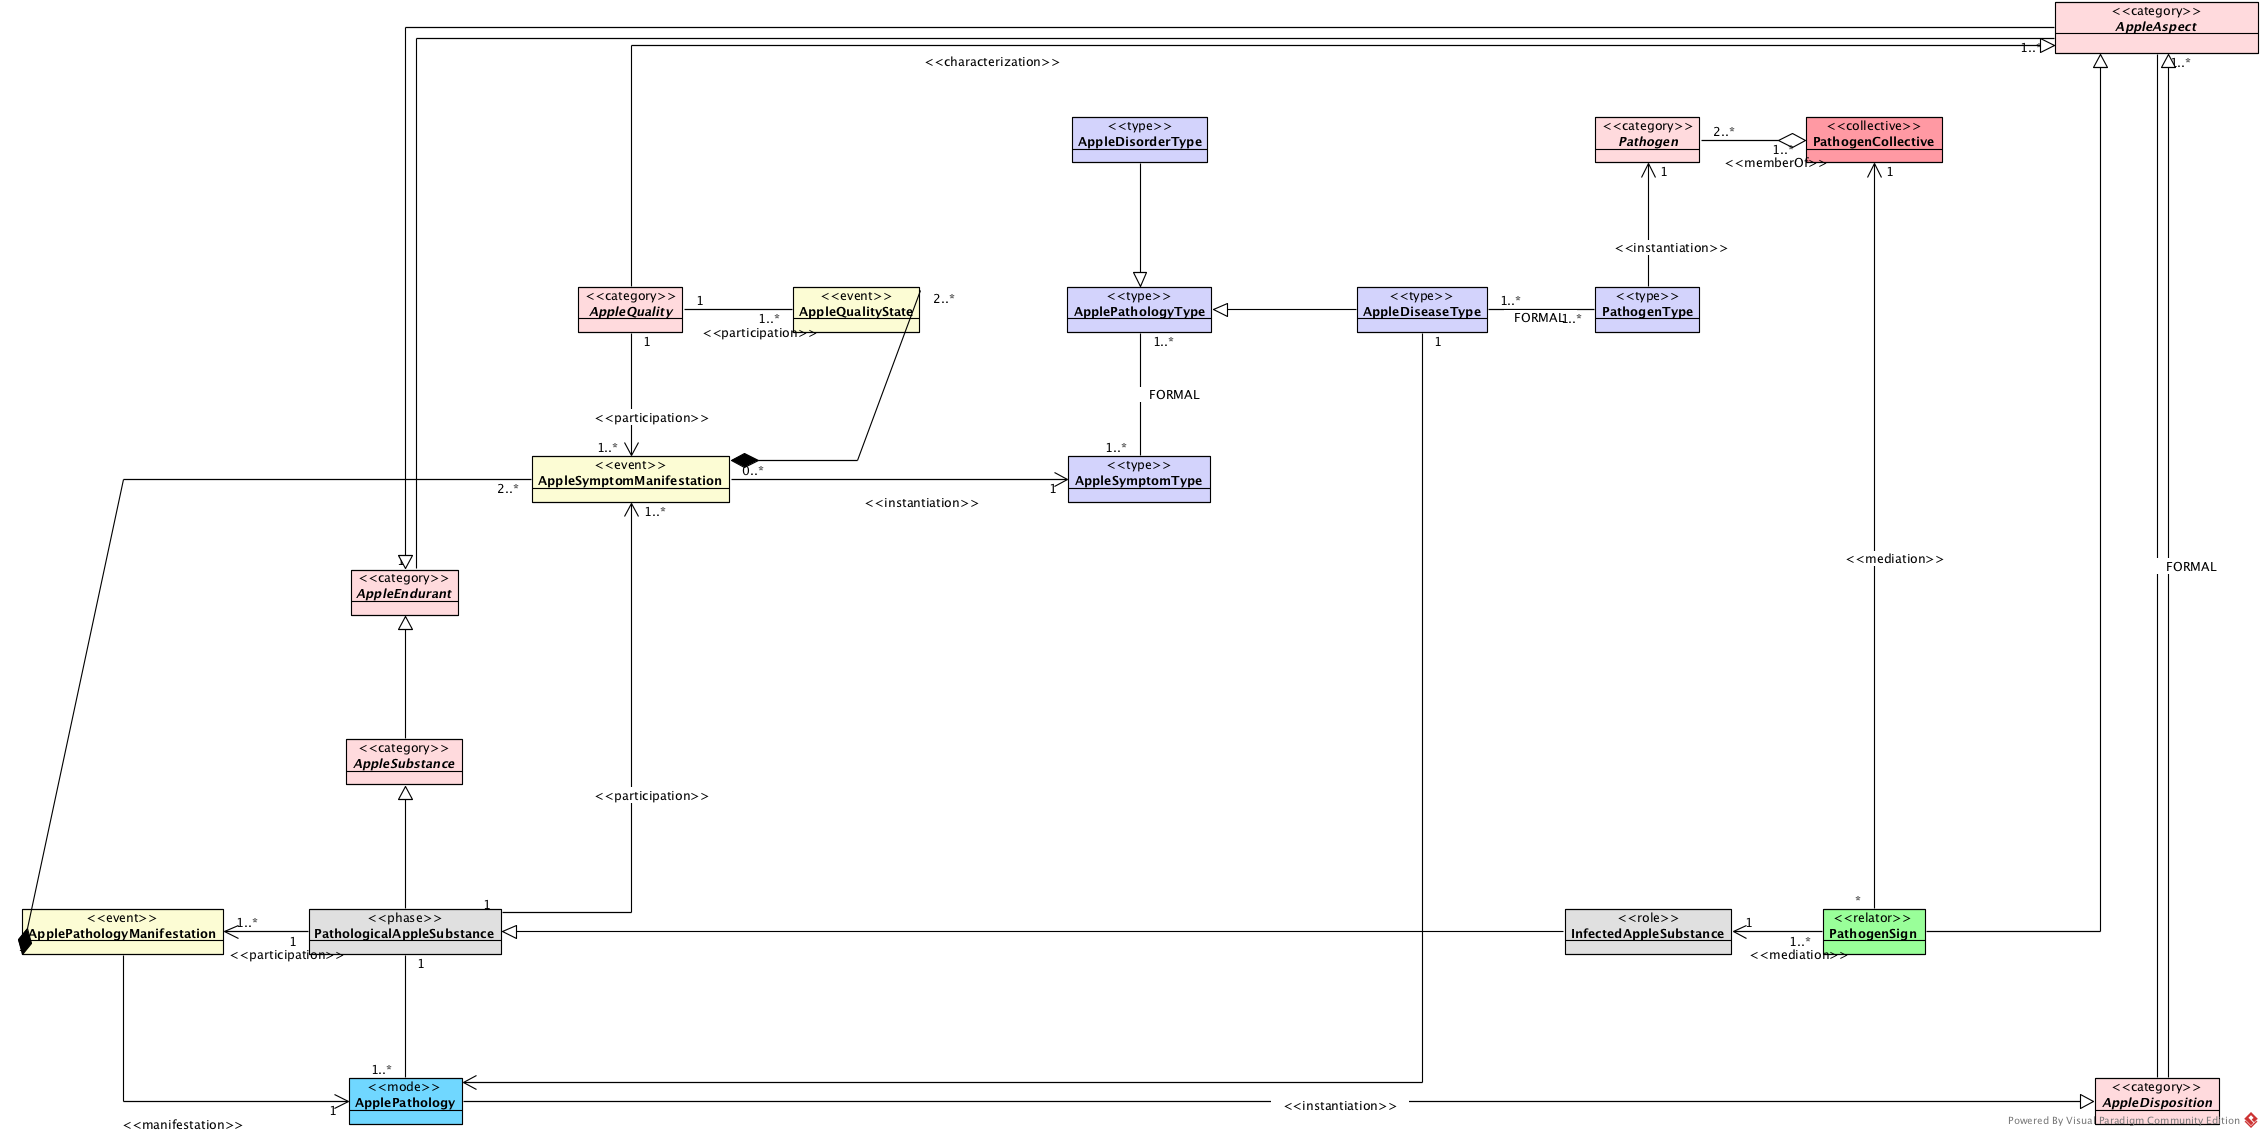 <<category>>
AppleAspect
1..*
<<characterization>>
1..*
<<type>>
AppleDisorderType
<<category>>
Pathogen
2..*
1..*
<<memberOf>>
<<collective>>
PathogenCollective
1
1
<<instantiation>>
<<category>>
AppleQuality
1
1..*
<<participation>>
<<event>>
AppleQualityState
2..*
<<type>>
ApplePathologyType
<<type>>
AppleDiseaseType
1..*
FORMAL
1..*
<<type>>
PathogenType
1
1..*
1
FORMAL
<<participation>>
1..*
1..*
<<event>>
AppleSymptomManifestation
0..*
2..*
<<instantiation>>
1
<<type>>
AppleSymptomType
1..*
<<mediation>>
FORMAL
1
<<category>>
AppleEndurant
<<category>>
AppleSubstance
<<participation>>
<<event>>
ApplePathologyManifestation
1..*
1
<<participation>>
<<phase>>
PathologicalAppleSubstance
1
1
<<role>>
InfectedAppleSubstance
1
1..*
<<mediation>>
*
<<relator>>
PathogenSign
1..*
<<mode>>
ApplePathology
1
<<manifestation>>
<<instantiation>>
<<category>>
AppleDisposition
Powered By Visual Paradigm Community Edition